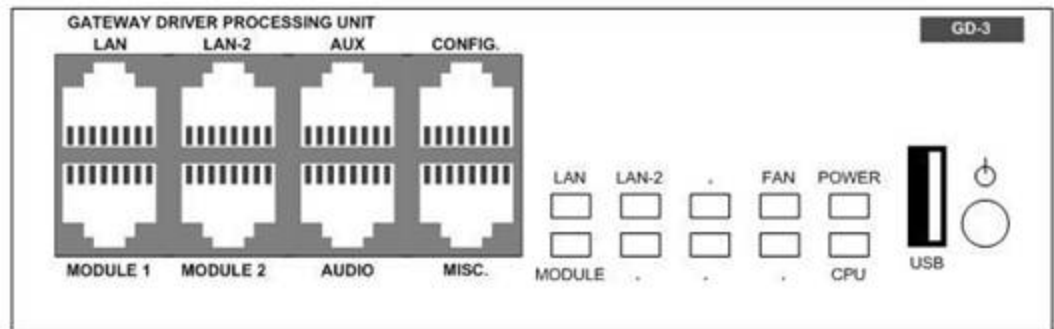 GATEWAY DRIVER PROCESSING UNIT
GD-3
LAN LAN-2 AUX CONFIG.
LAN LAN-2 . FAN POWER
MODULE 1 MODULE 2 AUDIO MISC.
MODULE . . . CPU
USB